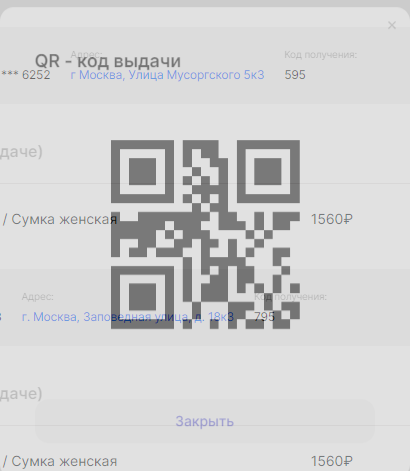 ×
Адрес: Код получения:
QR - код выдачи
*** 6252 г Москва, Улица Мусоргского 5к3 595
даче)
/ Сумка женская 1560₽
Адрес: Код получения:
г. Москва, Заповедная улица, д. 18к3 795
даче)
Закрыть
/ Сумка женская 1560₽